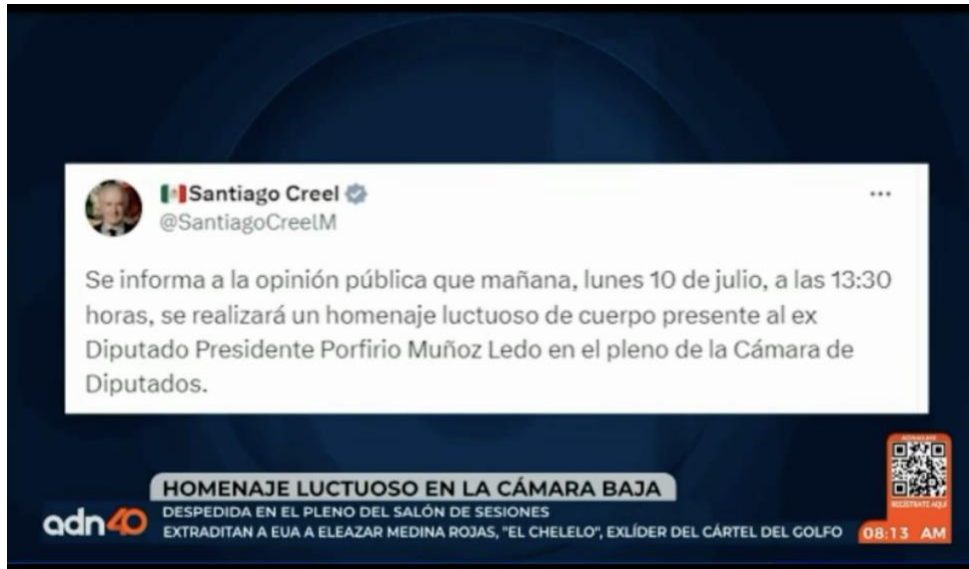 Santiago Creel
@SantiagoCreelM
Se informa a la opinión pública que mañana, lunes 10 de julio, a las 13:30
horas, se realizará un homenaje luctuoso de cuerpo presente al ex
Diputado Presidente Porfirio Muñoz Ledo en el pleno de la Cámara de
Diputados.
HOMENAJE LUCTUOSO EN LA CÁMARA BAJA
adn40
DESPEDIDA EN EL PLENO DEL SALÓN DE SESIONES
EXTRADITAN A EUA A ELEAZAR MEDINA ROJAS, "EL CHELELO", EXLÍDER DEL CÁRTEL DEL GOLFO
REGÍSTRATE AQUÍ
08:13 AM